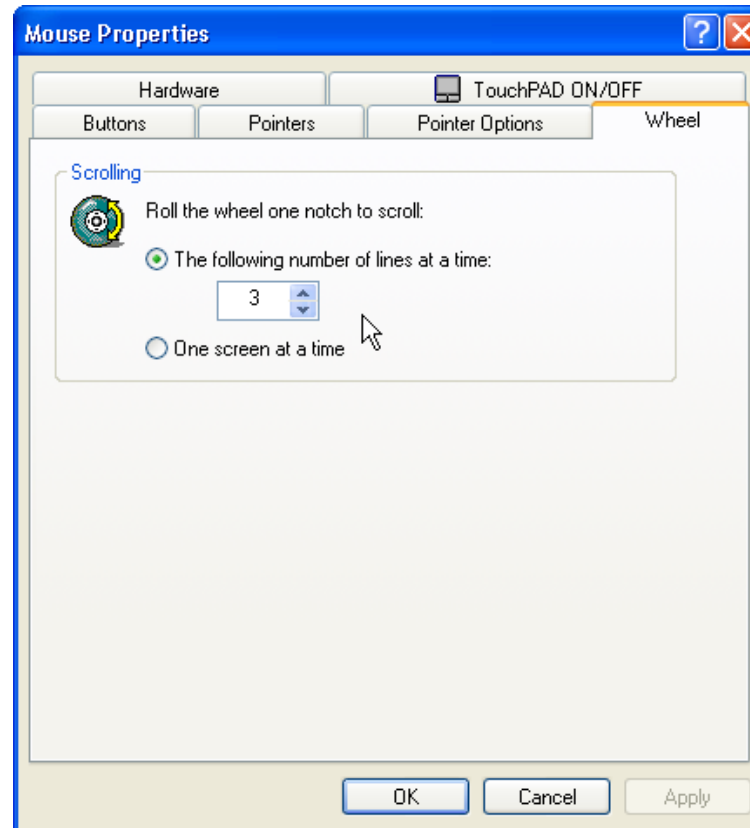 Mouse Properties
Hardware TouchPAD ON/OFF
Buttons Pointers Pointer Options Wheel
Scrolling
Roll the wheel one notch to scroll:
The following number of lines at a time:
3
One screen at a time
OK Cancel Apply